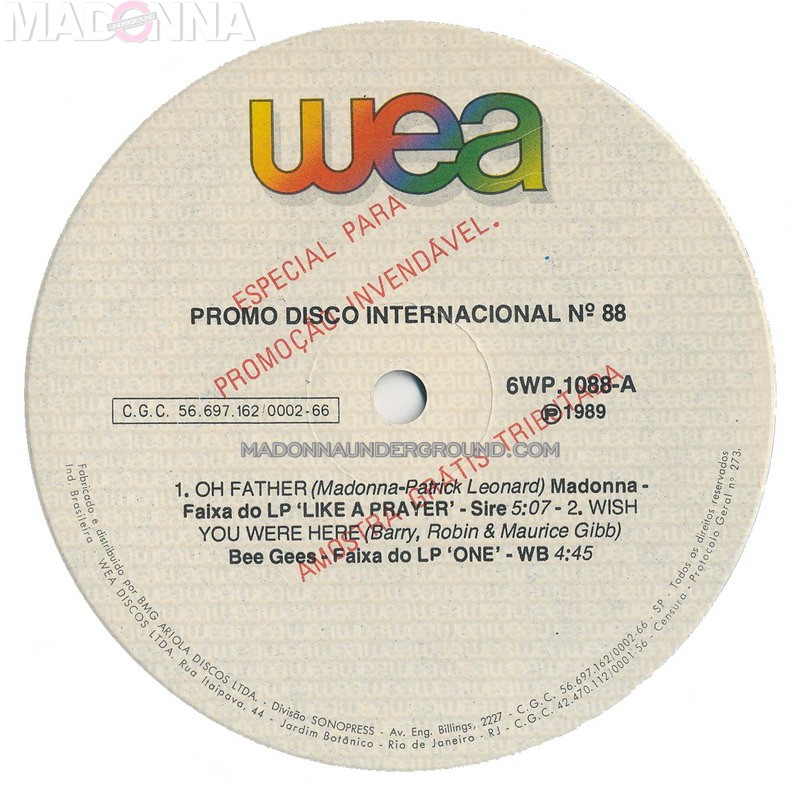 MADONNA
UNDERGROUND
wea
ESPECIAL PARA
PROMOÇÃO INVENDÁVEL.
PROMO DISCO INTERNACIONAL Nº 88
6WP.1088-A
Ⓟ1989
C.G.C. 56.697.162/0002-66
MADONNAUNDERGROUND.COM
AMOSTRA GRÁTIS TRIBUTADA
1. OH FATHER (Madonna-Patrick Leonard) Madonna -
Faixa do LP 'LIKE A PRAYER' - Sire 5:07 - 2. WISH
YOU WERE HERE (Barry, Robin & Maurice Gibb)
Bee Gees - Faixa do LP 'ONE' - WB 4:45
Fabricado e distribuído por BMG ARIOLA DISCOS LTDA. - Divisão SONOPRESS - Av. Eng. Billings, 2227 - C.G.C. 56.697.162/0002-66 - SP - Todos os direitos reservados
Ind. Brasileira. WEA DISCOS LTDA. Rua Itaipava, 44 - Jardim Botânico - Rio de Janeiro - RJ - C.G.C. 42.470.112/0001-56 - Censura - Protocolo Geral nº 273.